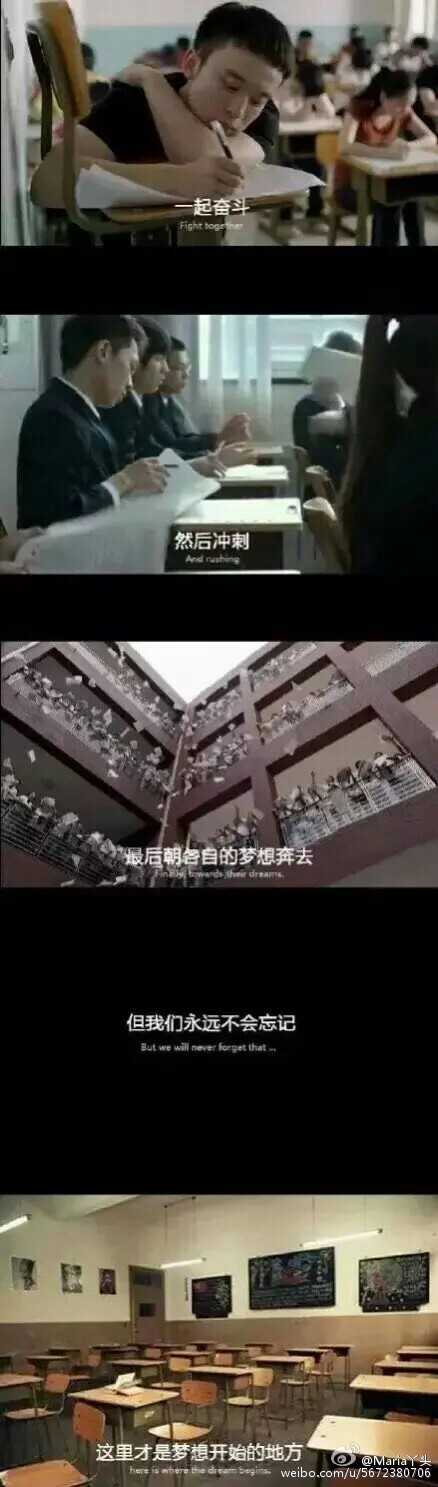 一起奋斗
Fight together
然后冲刺
And rushing
最后朝各自的梦想奔去
Finally, towards their dreams.
但我们永远不会忘记
But we will never forget that ...
这里才是梦想开始的地方
here is where the dream begins.
@Maria丫头
weibo.com/u/5672380706